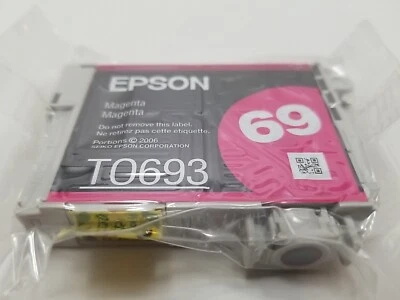 EPSON
Magenta
Magenta
Do not remove this label.
Ne retirez pas cette étiquette.
Portions © 2006
SEIKO EPSON CORPORATION
T0693
69